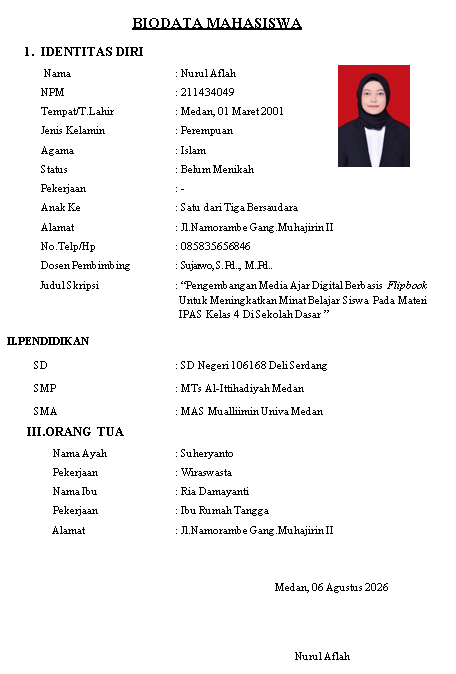 BIODATA MAHASISWA
1. IDENTITAS DIRI
Nama : Nurul Aflah
NPM : 211434049
Tempat/T.Lahir : Medan, 01 Maret 2001
Jenis Kelamin : Perempuan
Agama : Islam
Status : Belum Menikah
Pekerjaan : -
Anak Ke : Satu dari Tiga Bersaudara
Alamat : Jl.Namorambe Gang.Muhajirin II
No.Telp/Hp : 085835656846
Dosen Pembimbing : Sujarwo, S.Pd., M.Pd..
Judul Skripsi : “Pengembangan Media Ajar Digital Berbasis Flipbook
Untuk Meningkatkan Minat Belajar Siswa Pada Materi
IPAS Kelas 4 Di Sekolah Dasar ”
II.PENDIDIKAN
SD : SD Negeri 106168 Deli Serdang
SMP : MTs Al-Ittihadiyah Medan
SMA : MAS Mualliimin Univa Medan
III.ORANG TUA
Nama Ayah : Suheryanto
Pekerjaan : Wiraswasta
Nama Ibu : Ria Damayanti
Pekerjaan : Ibu Rumah Tangga
Alamat : Jl.Namorambe Gang.Muhajirin II
Medan, 06 Agustus 2026
Nurul Aflah